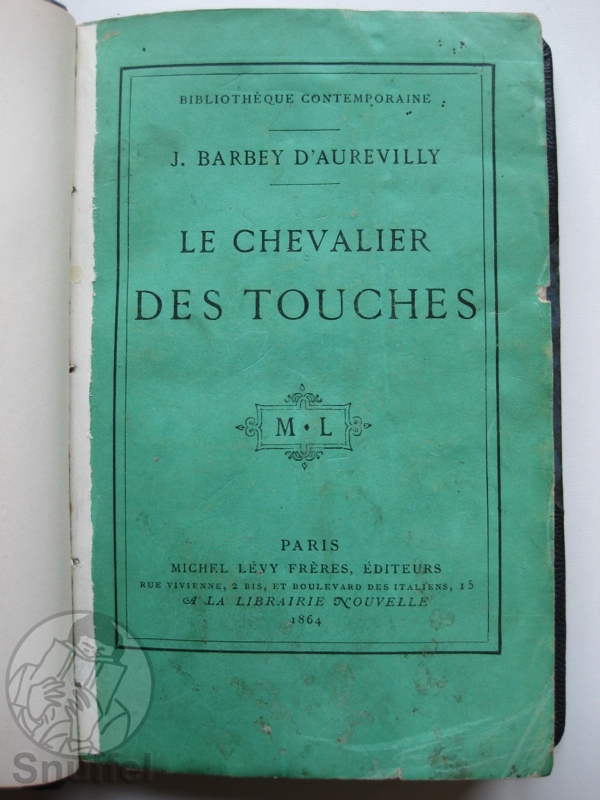 BIBLIOTHÈQUE CONTEMPORAINE
J. BARBEY D'AUREVILLY
LE CHEVALIER
DES TOUCHES
M • L
PARIS
MICHEL LÉVY FRÈRES, ÉDITEURS
RUE VIVIENNE, 2 BIS, ET BOULEVARD DES ITALIENS, 15
A LA LIBRAIRIE NOUVELLE
1864
Snuffel